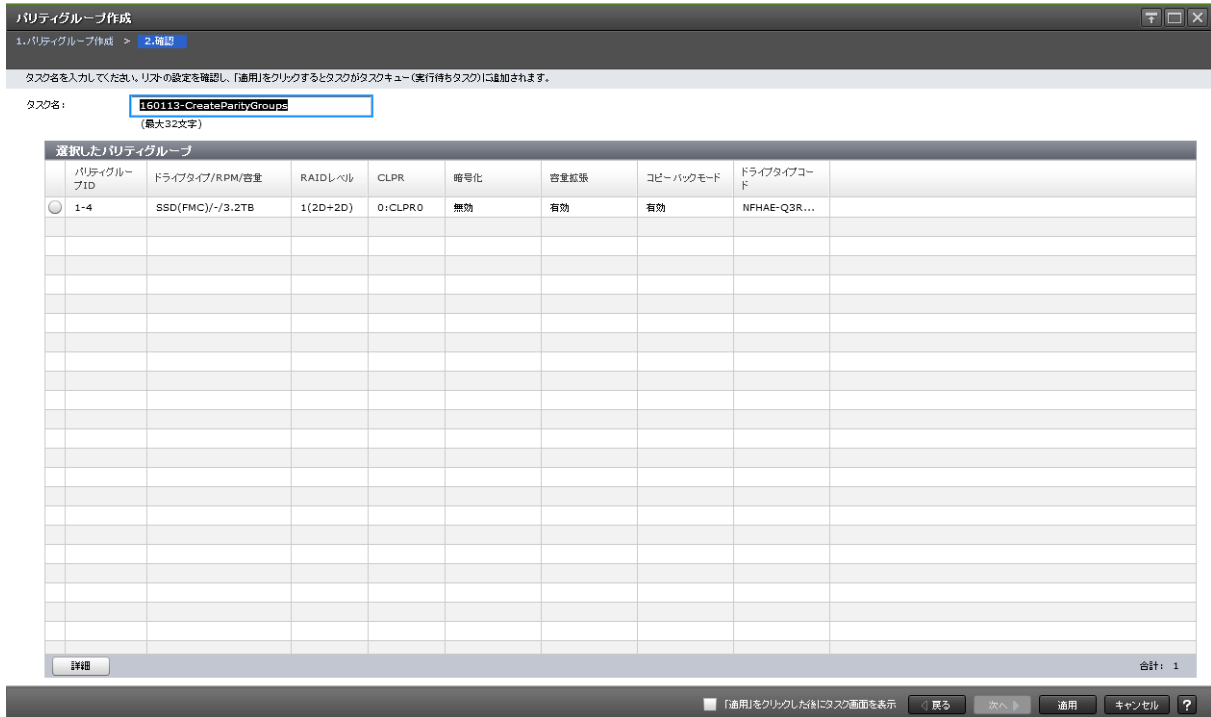 パリティグループ作成
1.パリティグループ作成 > 2.確認
タスク名を入力してください。リストの設定を確認し、「適用」をクリックするとタスクがタスクキュー(実行待ちタスク)に追加されます。
タスク名:
160113-CreateParityGroups
(最大32文字)
選択したパリティグループ
パリティグルー
プID
ドライブタイプ/RPM/容量
RAIDレベル
CLPR
暗号化
容量拡張
コピーバックモード
ドライブタイプコー
ド
1-4 SSD(FMC)/-/3.2TB 1(2D+2D) 0:CLPR0 無効 有効 有効 NFHAE-Q3R...
詳細
合計: 1
「適用」をクリックした後にタスク画面を表示 戻る 次へ 適用 キャンセル ?